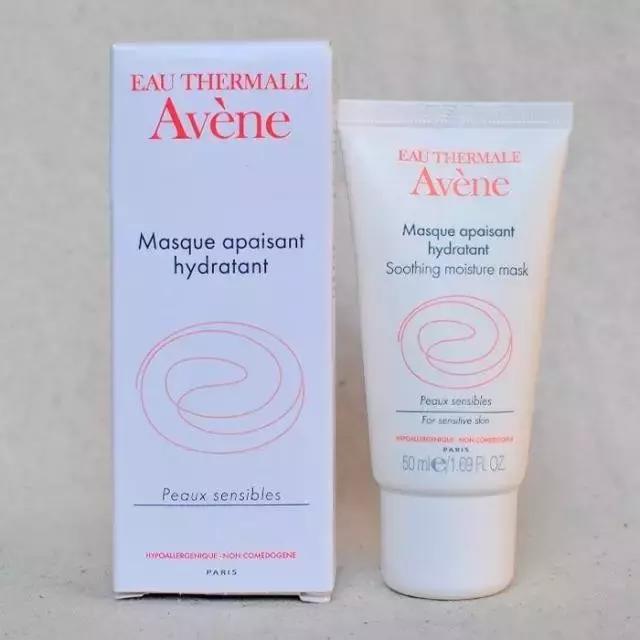 EAU THERMALE
Avène
Masque apaisant
hydratant
Peaux sensibles
HYPOALLERGENIQUE - NON COMÉDOGÈNE
PARIS
EAU THERMALE
Avène
Masque apaisant
hydratant
Soothing moisture mask
Peaux sensibles
For sensitive skin
HYPOALLERGENIQUE - NON COMEDOGENE
PARIS
50 ml e/1.69 FL OZ.